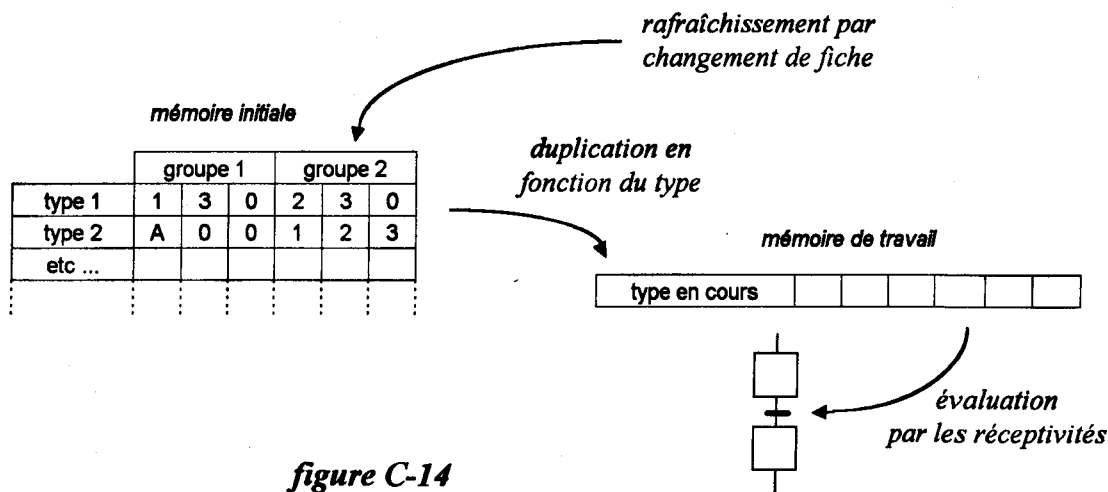 rafraîchissement par
changement de fiche
mémoire initiale
groupe 1 groupe 2
type 1 1 3 0 2 3 0
type 2 A 0 0 1 2 3
etc ...
duplication en
fonction du type
mémoire de travail
type en cours
évaluation
par les réceptivités
figure C-14